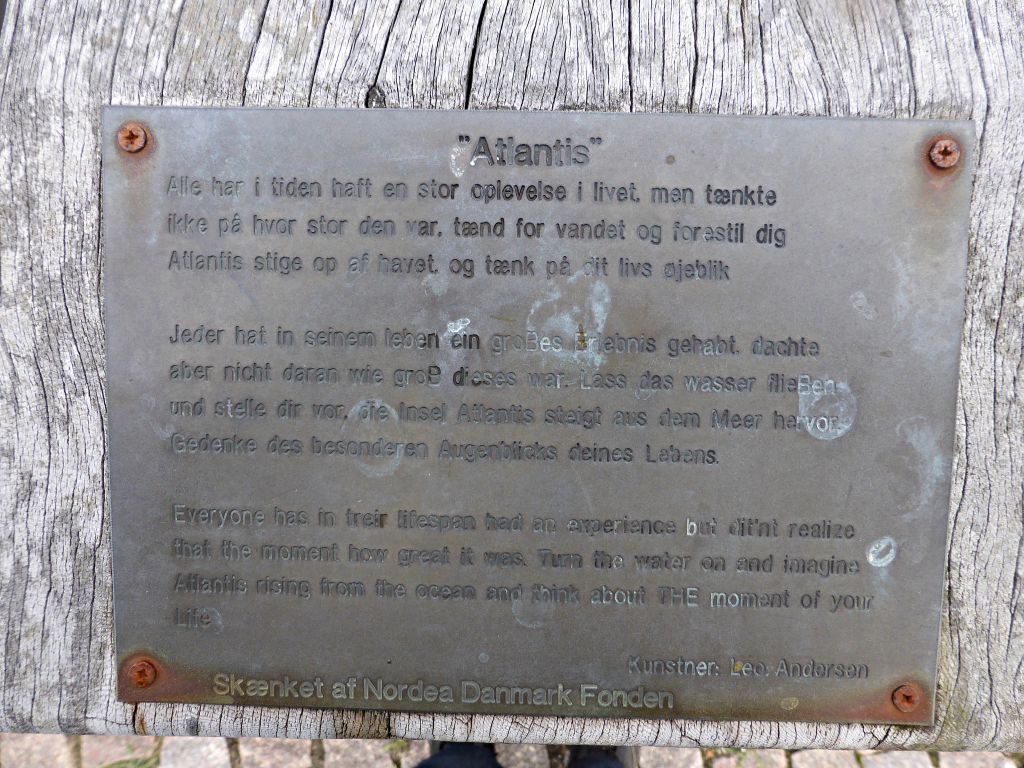 "Atlantis"
Alle har i tiden haft en stor oplevelse i livet, men tænkte
ikke på hvor stor den var, tænd for vandet og forestil dig
Atlantis stige op af havet, og tænk på dit livs øjeblik
Jeder hat in seinem leben ein großes Erlebnis gehabt, dachte
aber nicht daran wie groß dieses war. Lass das wasser fließen
und stelle dir vor, die Insel Atlantis steigt aus dem Meer hervor.
Gedenke des besonderen Augenblicks deines Lebens.
Everyone has in treir lifespan had an experience but dit'nt realize
that the moment how great it was. Turn the water on and imagine
Atlantis rising from the ocean and think about THE moment of your
Life
Kunstner: Leo. Andersen
Skænket af Nordea Danmark Fonden